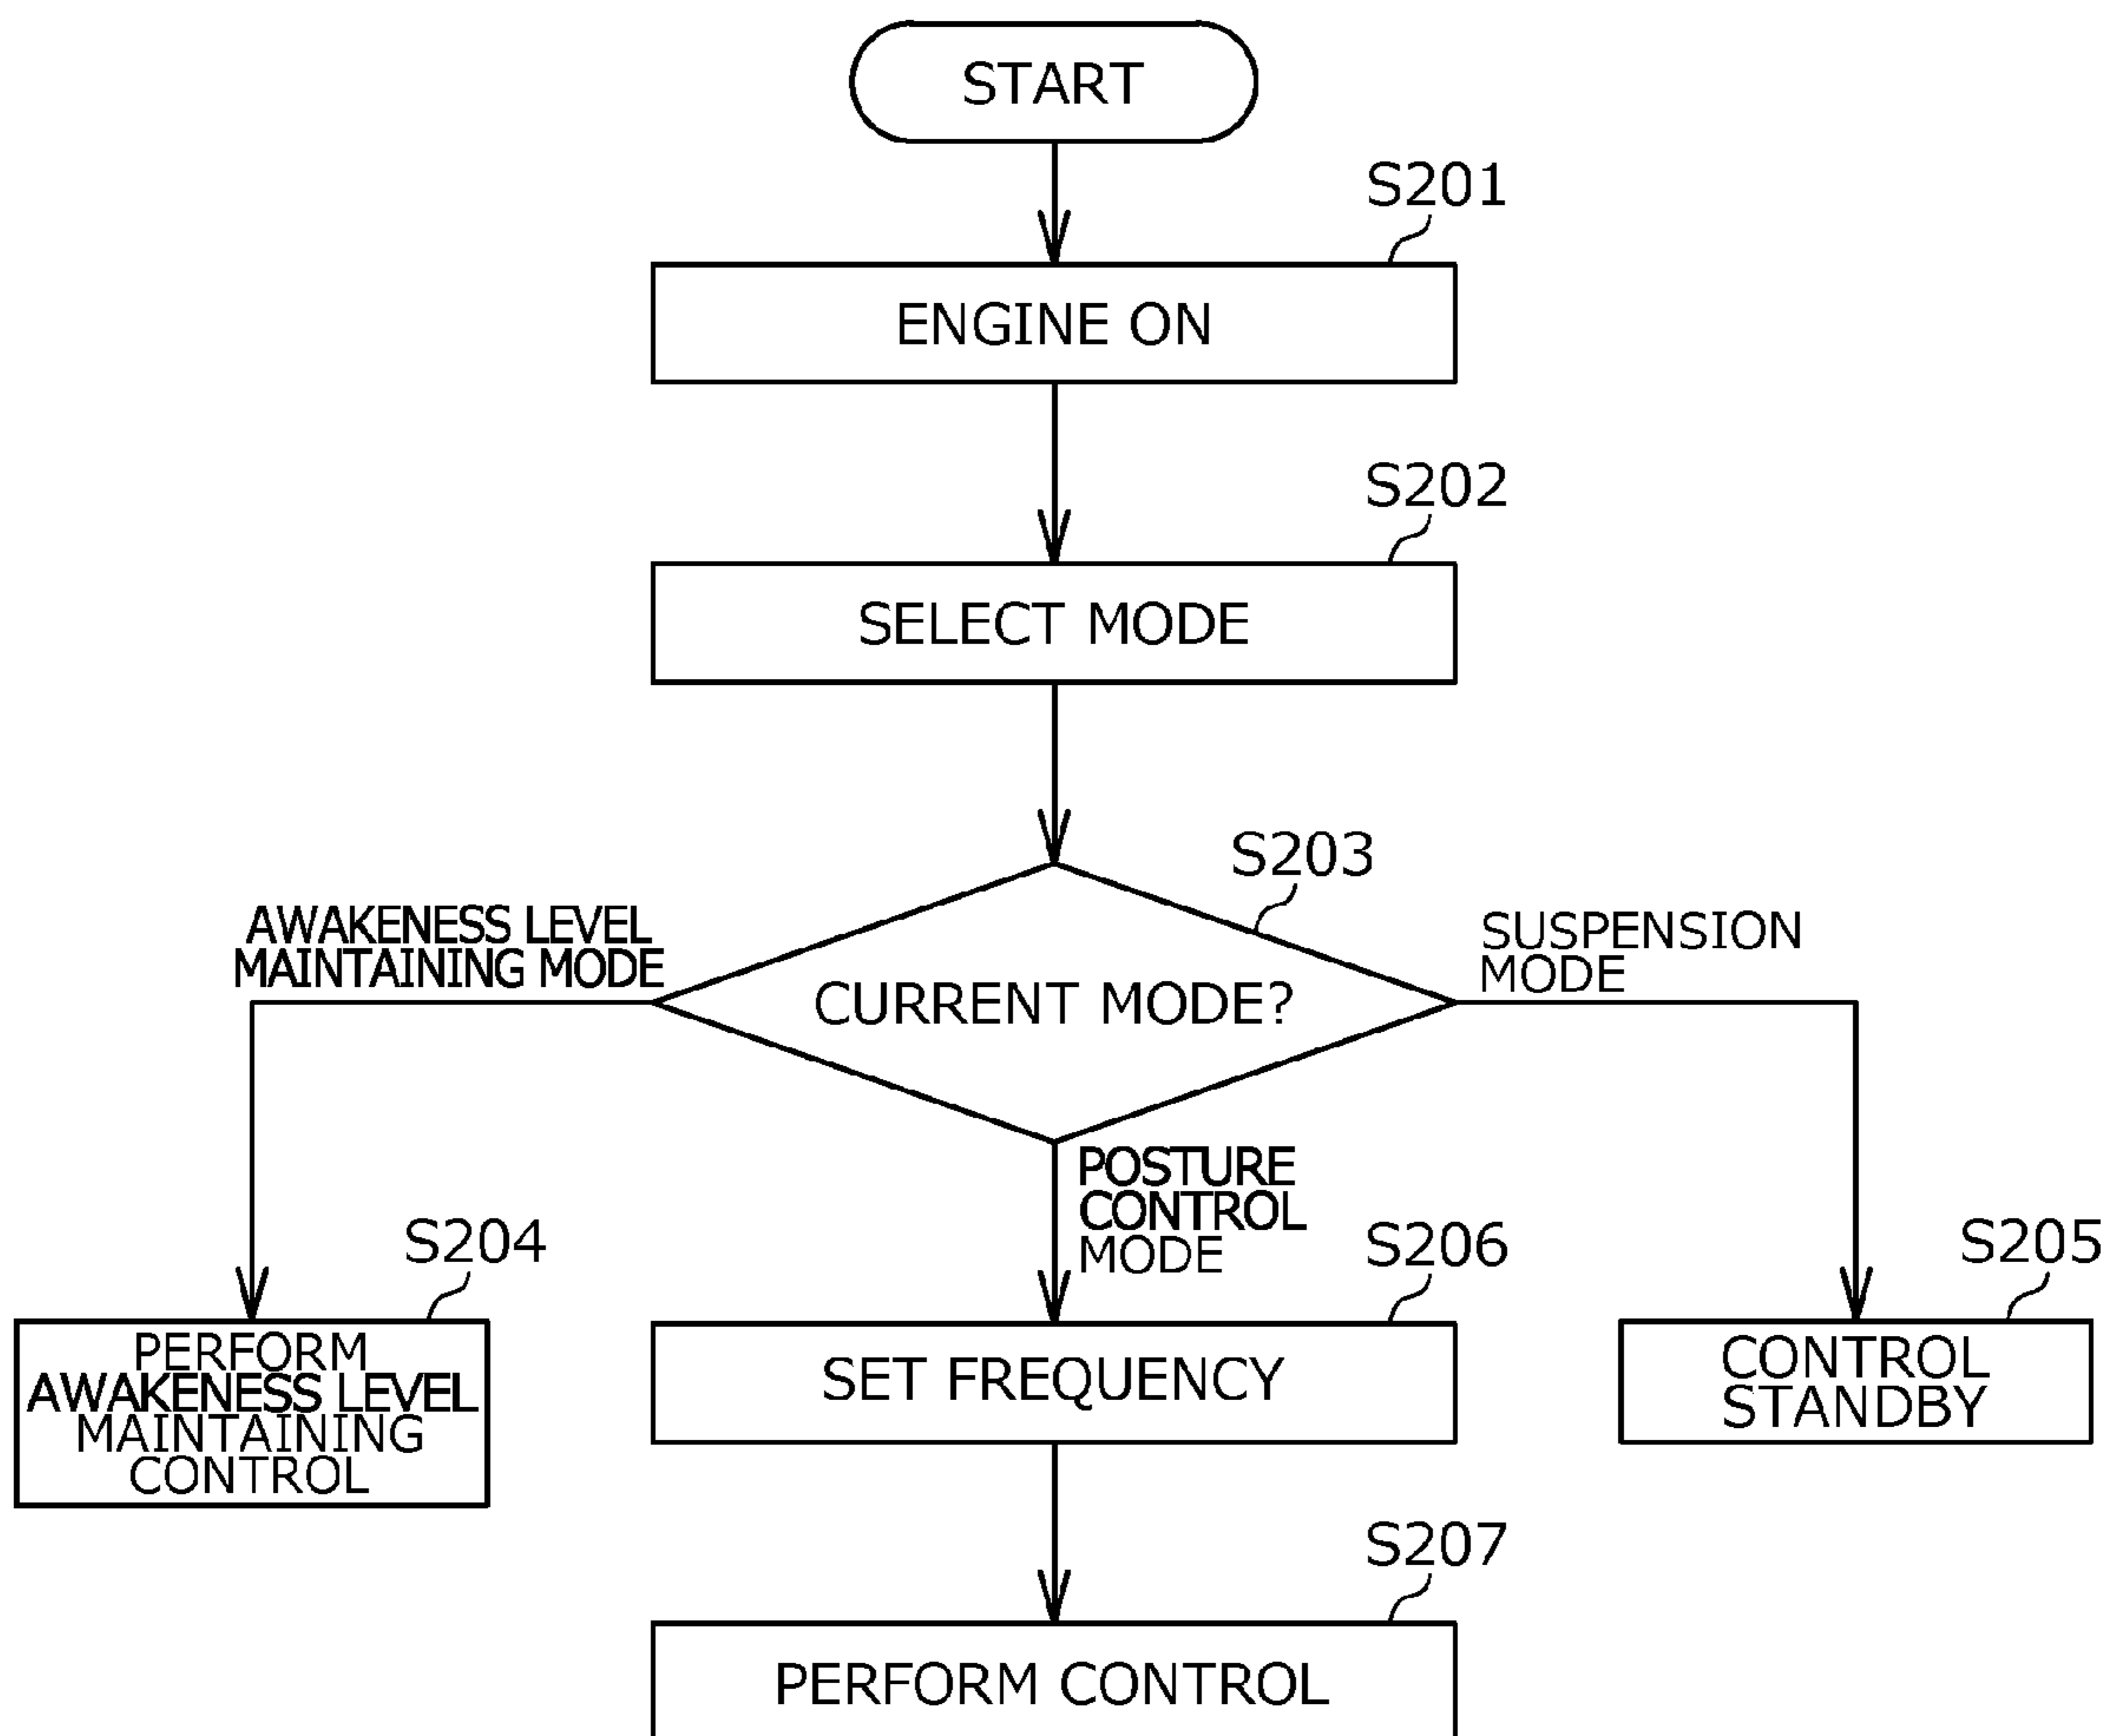 START
S201
ENGINE ON
S202
SELECT MODE
S203
AWAKENESS LEVEL
MAINTAINING MODE
SUSPENSION
MODE
CURRENT MODE?
POSTURE
CONTROL
MODE
S204
S206
S205
PERFORM
AWAKENESS LEVEL
MAINTAINING
CONTROL
SET FREQUENCY
CONTROL
STANDBY
S207
PERFORM CONTROL